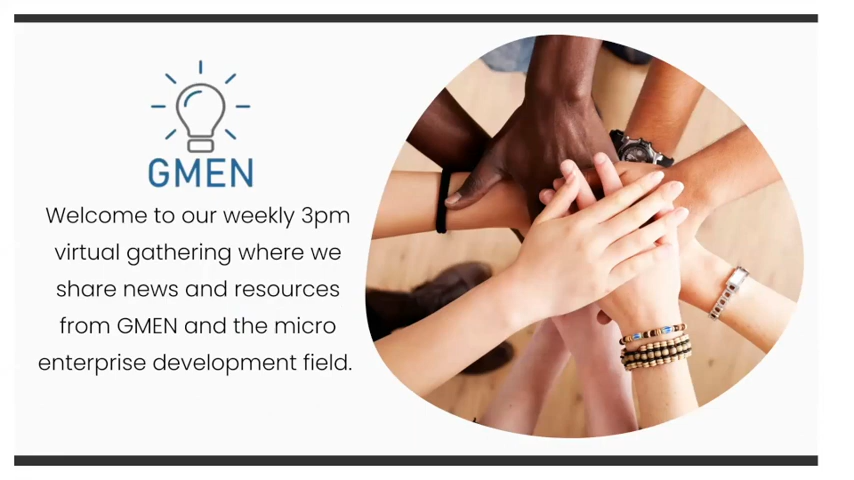 GMEN
Welcome to our weekly 3pm
virtual gathering where we
share news and resources
from GMEN and the micro
enterprise development field.